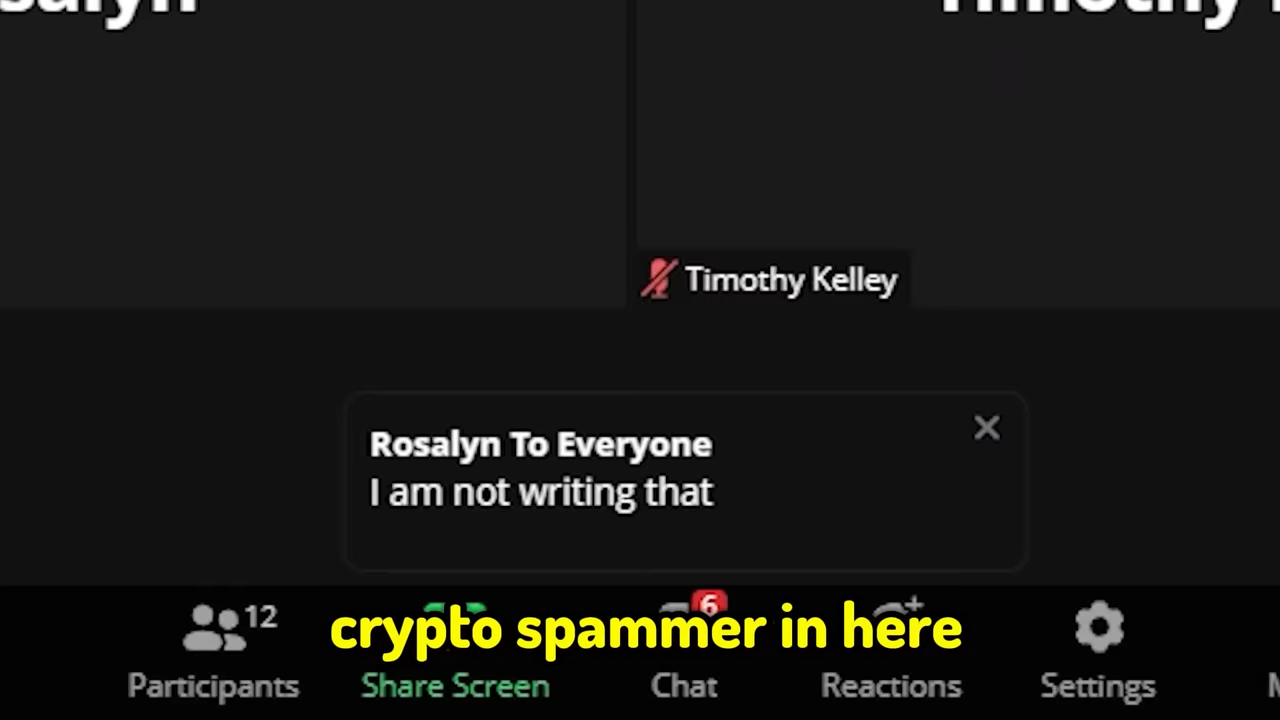 salyn
Timothy
Timothy Kelley
Rosalyn To Everyone
I am not writing that
12
6
crypto spammer in here
Participants
Share Screen
Chat
Reactions
Settings